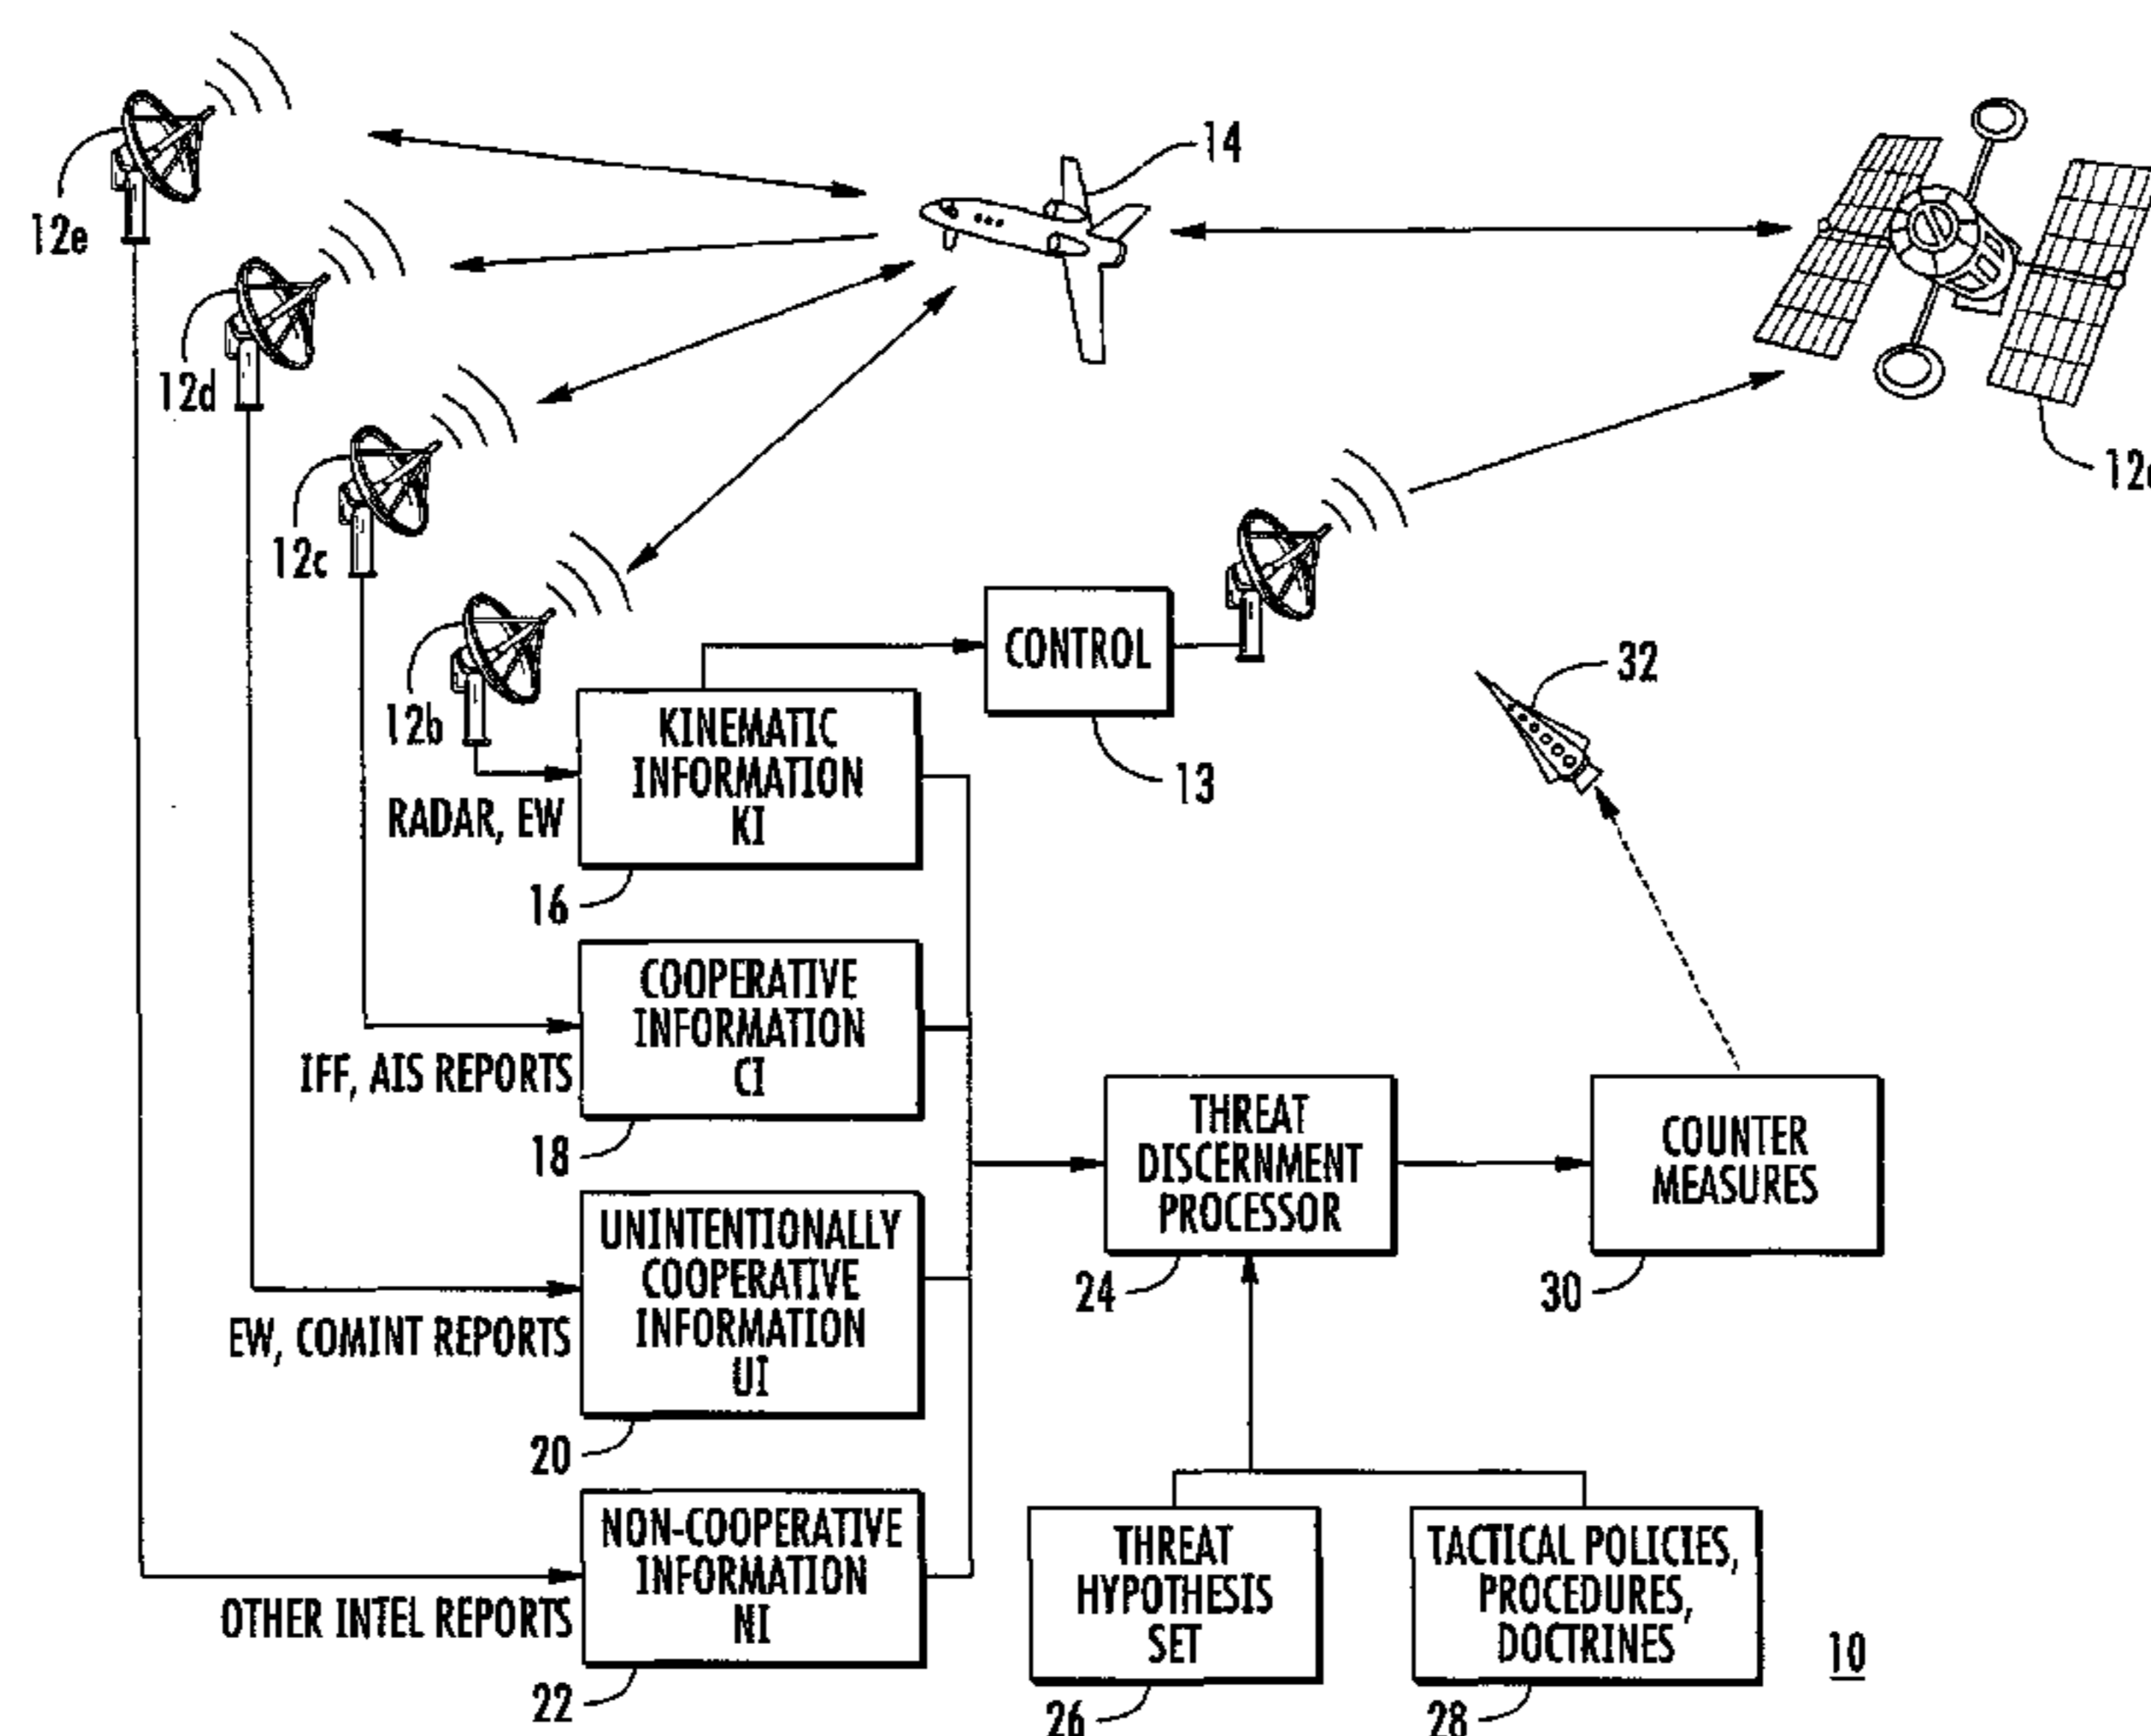 14
12e
12d
12c
12b
CONTROL
13
32
KINEMATIC
INFORMATION
KI
RADAR, EW
16
COOPERATIVE
INFORMATION
CI
IFF, AIS REPORTS
18
UNINTENTIONALLY
COOPERATIVE
INFORMATION
UI
EW, COMINT REPORTS
20
NON-COOPERATIVE
INFORMATION
NI
OTHER INTEL REPORTS
22
THREAT
DISCERNMENT
PROCESSOR
24
COUNTER
MEASURES
30
THREAT
HYPOTHESIS
SET
26
TACTICAL POLICIES,
PROCEDURES,
DOCTRINES
28
10